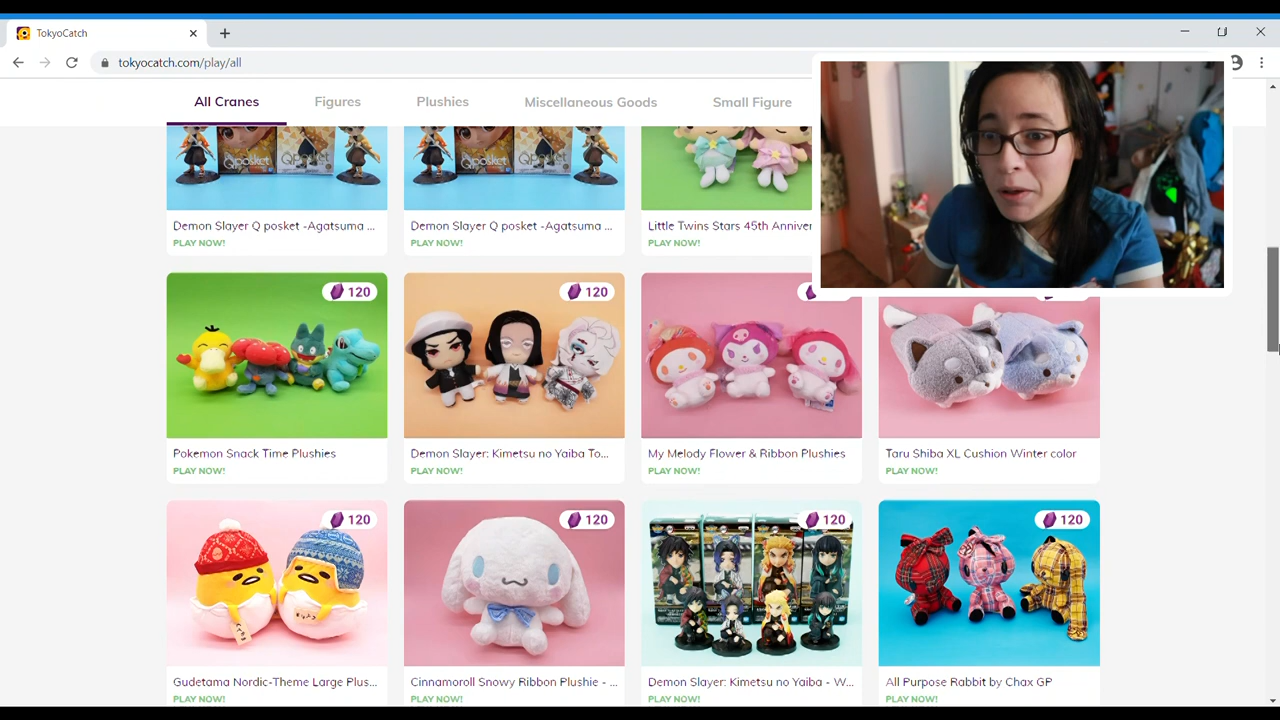 TokyoCatch
tokyocatch.com/play/all
All Cranes
Figures
Plushies
Miscellaneous Goods
Small Figure
Qposket
Qposket
Qposket
Qposket
Demon Slayer Q posket -Agatsuma ...
PLAY NOW!
Demon Slayer Q posket -Agatsuma ...
PLAY NOW!
Little Twins Stars 45th Anniver
PLAY NOW!
120
120
Pokemon Snack Time Plushies
PLAY NOW!
Demon Slayer: Kimetsu no Yaiba To...
PLAY NOW!
My Melody Flower & Ribbon Plushies
PLAY NOW!
Taru Shiba XL Cushion Winter color
PLAY NOW!
120
120
120
120
Gudetama Nordic-Theme Large Plus...
PLAY NOW!
Cinnamoroll Snowy Ribbon Plushie - ...
PLAY NOW!
Demon Slayer: Kimetsu no Yaiba - W...
PLAY NOW!
All Purpose Rabbit by Chax GP
PLAY NOW!